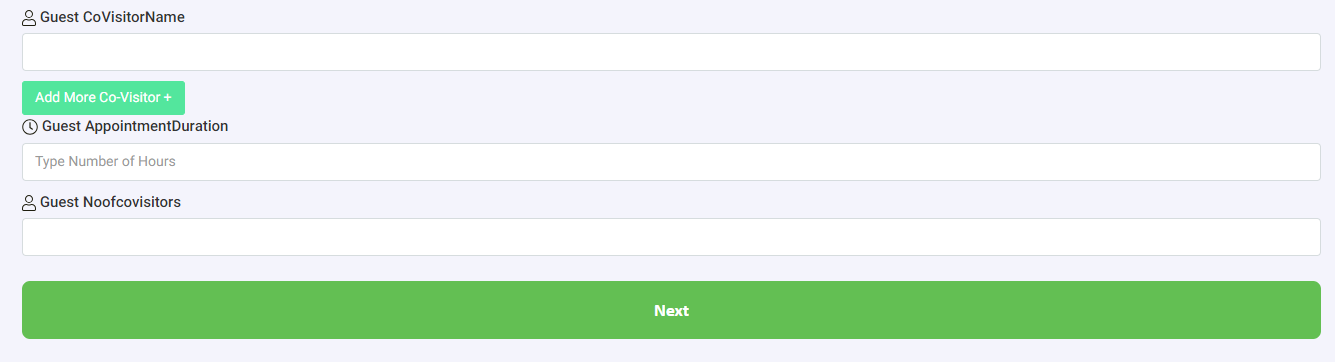 Guest CoVisitorName
Add More Co-Visitor +
Guest AppointmentDuration
Type Number of Hours
Guest Noofcovisitors
Next